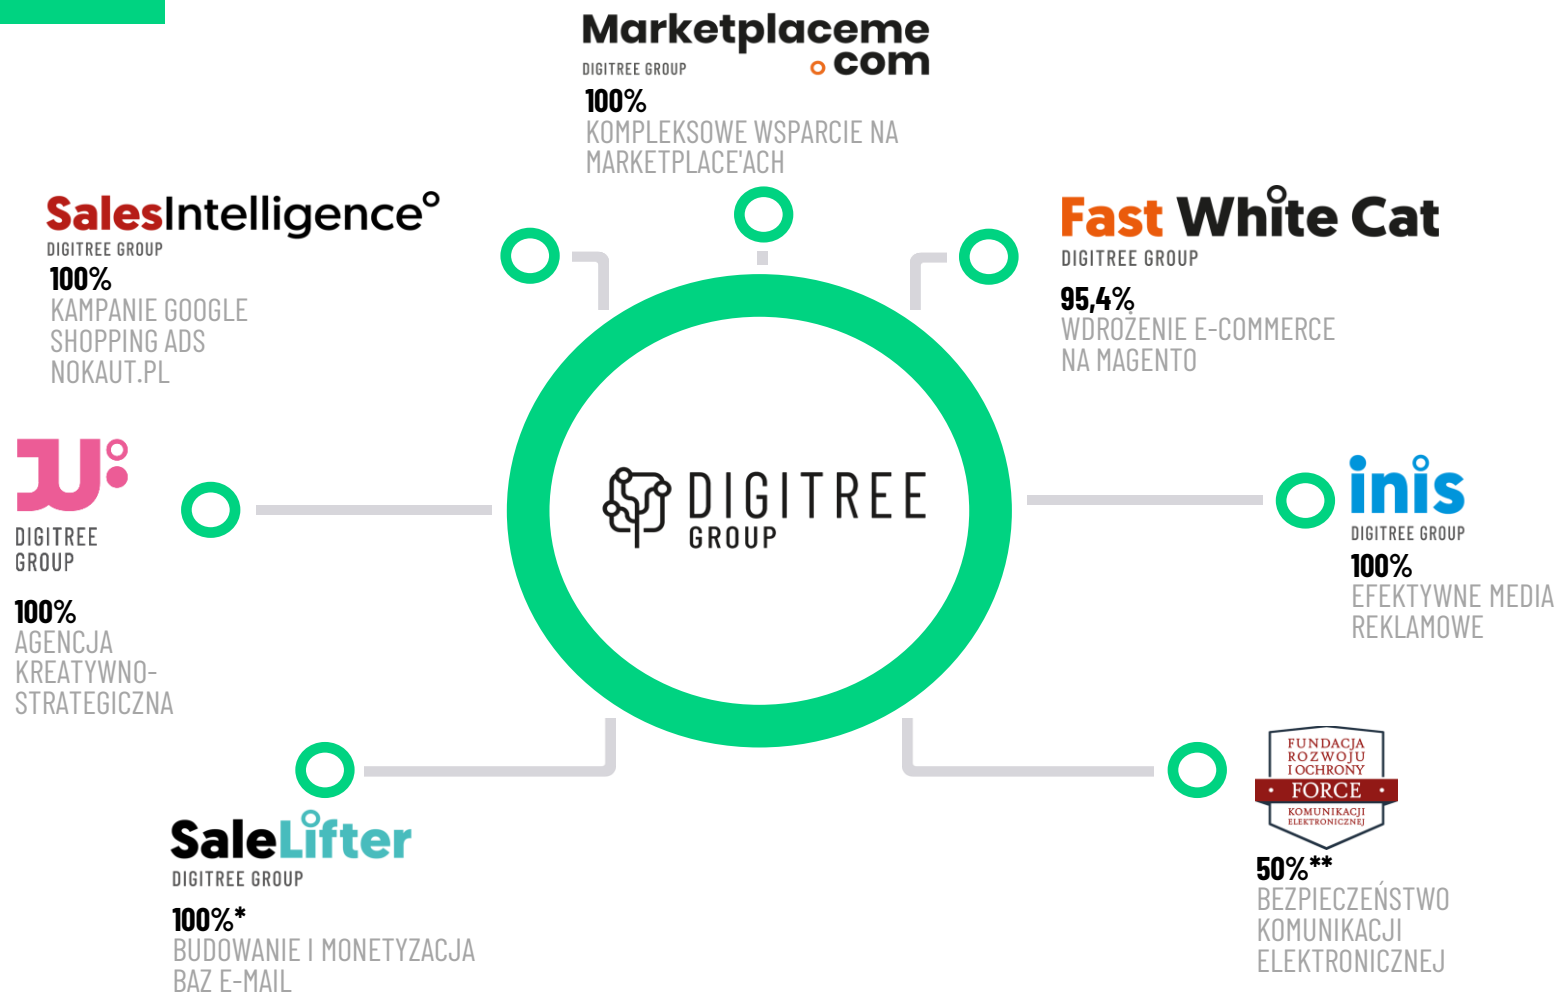 Marketplaceme
.com
DIGITREE GROUP
100%
KOMPLEKSOWE WSPARCIE NA
MARKETPLACE'ACH
SalesIntelligence
DIGITREE GROUP
100%
KAMPANIE GOOGLE
SHOPPING ADS
NOKAUT.PL
Fast White Cat
DIGITREE GROUP
95,4%
WDROŻENIE E-COMMERCE
NA MAGENTO
DIGITREE
GROUP
100%
AGENCJA
KREATYWNO-
STRATEGICZNA
DIGITREE
GROUP
inis
DIGITREE GROUP
100%
EFEKTYWNE MEDIA
REKLAMOWE
SaleLifter
DIGITREE GROUP
100%*
BUDOWANIE I MONETYZACJA
BAZ E-MAIL
FUNDACJA
ROZWOJU
I OCHRONY
• FORCE •
KOMUNIKACJI
ELEKTRONICZNEJ
50%**
BEZPIECZEŃSTWO
KOMUNIKACJI
ELEKTRONICZNEJ